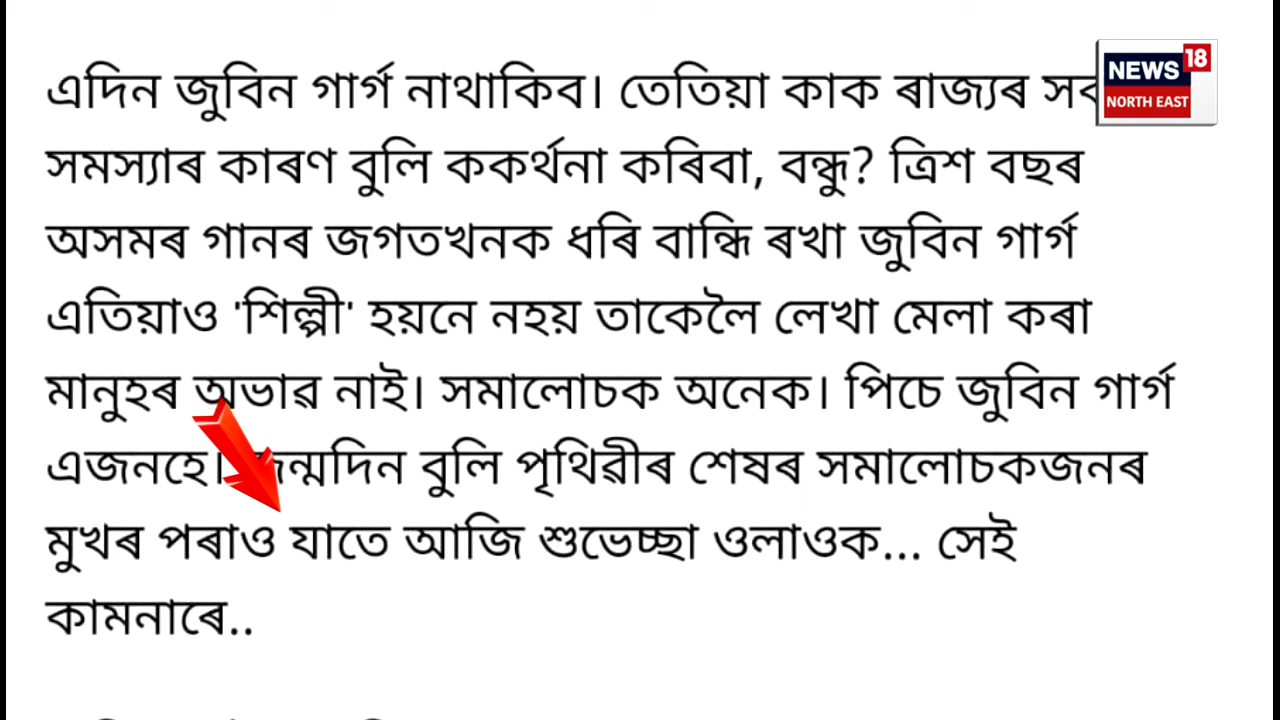 এদিন জুবিন গাৰ্গ নাথাকিব। তেতিয়া কাক ৰাজ্যৰ
সমস্যাৰ কাৰণ বুলি ককৰ্থনা কৰিবা, বন্ধু? ত্ৰিশ বছৰ
অসমৰ গানৰ জগতখনক ধৰি বান্ধি ৰখা জুবিন গাৰ্গ
এতিয়াও 'শিল্পী' হয়নে নহয় তাকেলৈ লেখা মেলা কৰা
মানুহৰ অভাৱ নাই। সমালোচক অনেক। পিচে জুবিন গাৰ্গ
এজনহে। জন্মদিন বুলি পৃথিৱীৰ শেষৰ সমালোচকজনৰ
মুখৰ পৰাও যাতে আজি শুভেচ্ছা ওলাওক... সেই
কামনাৰে..
NEWS 18
NORTH EAST